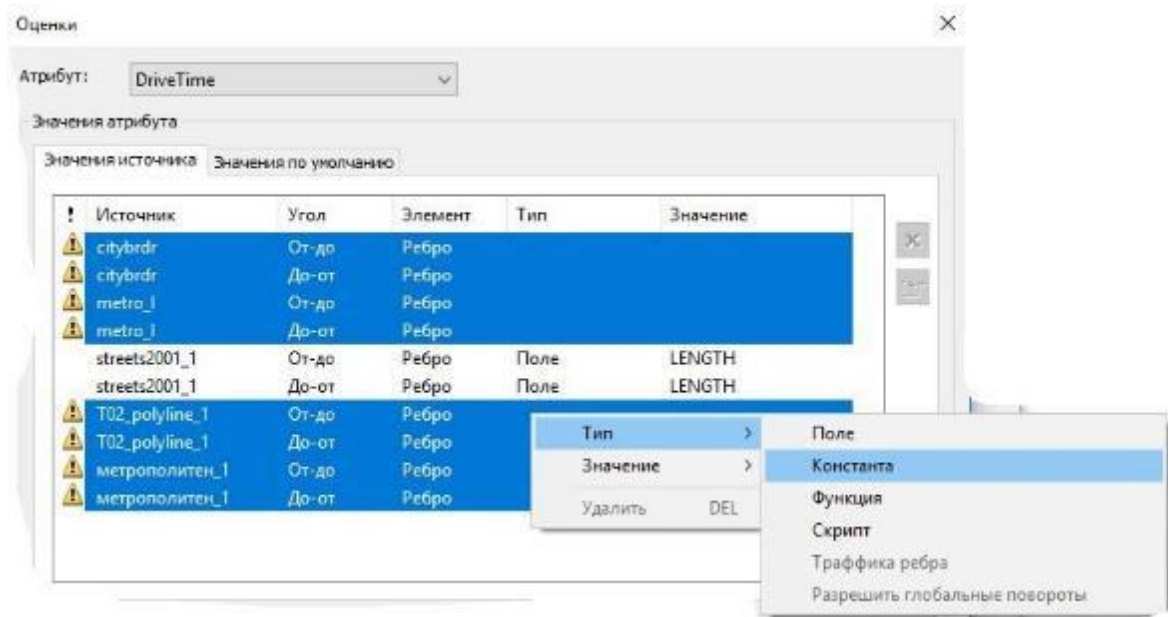 Оценки
Атрибут: DriveTime
Значения атрибута
Значения источника Значения по умолчанию
! Источник Угол Элемент Тип Значение
citybrdr От-до Ребро
citybrdr До-от Ребро
metro_l От-до Ребро
metro_l До-от Ребро
streets2001_1 От-до Ребро Поле LENGTH
streets2001_1 До-от Ребро Поле LENGTH
T02_polyline_1 От-до Ребро
T02_polyline_1 До-от Ребро
метрополитен_1 От-до Ребро
метрополитен_1 До-от Ребро
Тип
Значение
Удалить DEL
Поле
Константа
Функция
Скрипт
Траффика ребра
Разрешить глобальные повороты